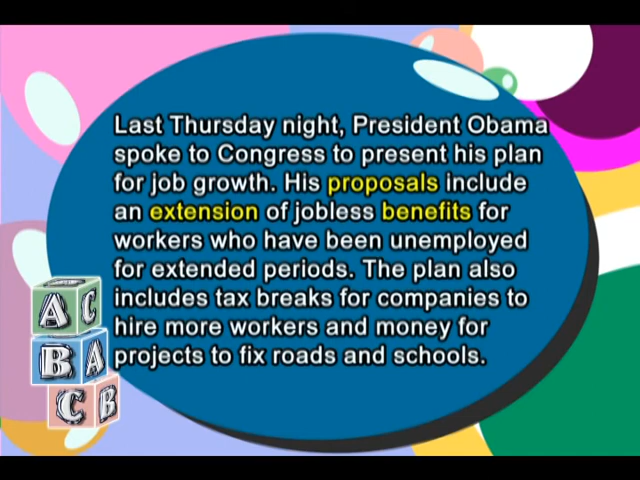 Last Thursday night, President Obama
spoke to Congress to present his plan
for job growth. His proposals include
an extension of jobless benefits for
workers who have been unemployed
for extended periods. The plan also
includes tax breaks for companies to
hire more workers and money for
projects to fix roads and schools.
A C
B A
C B